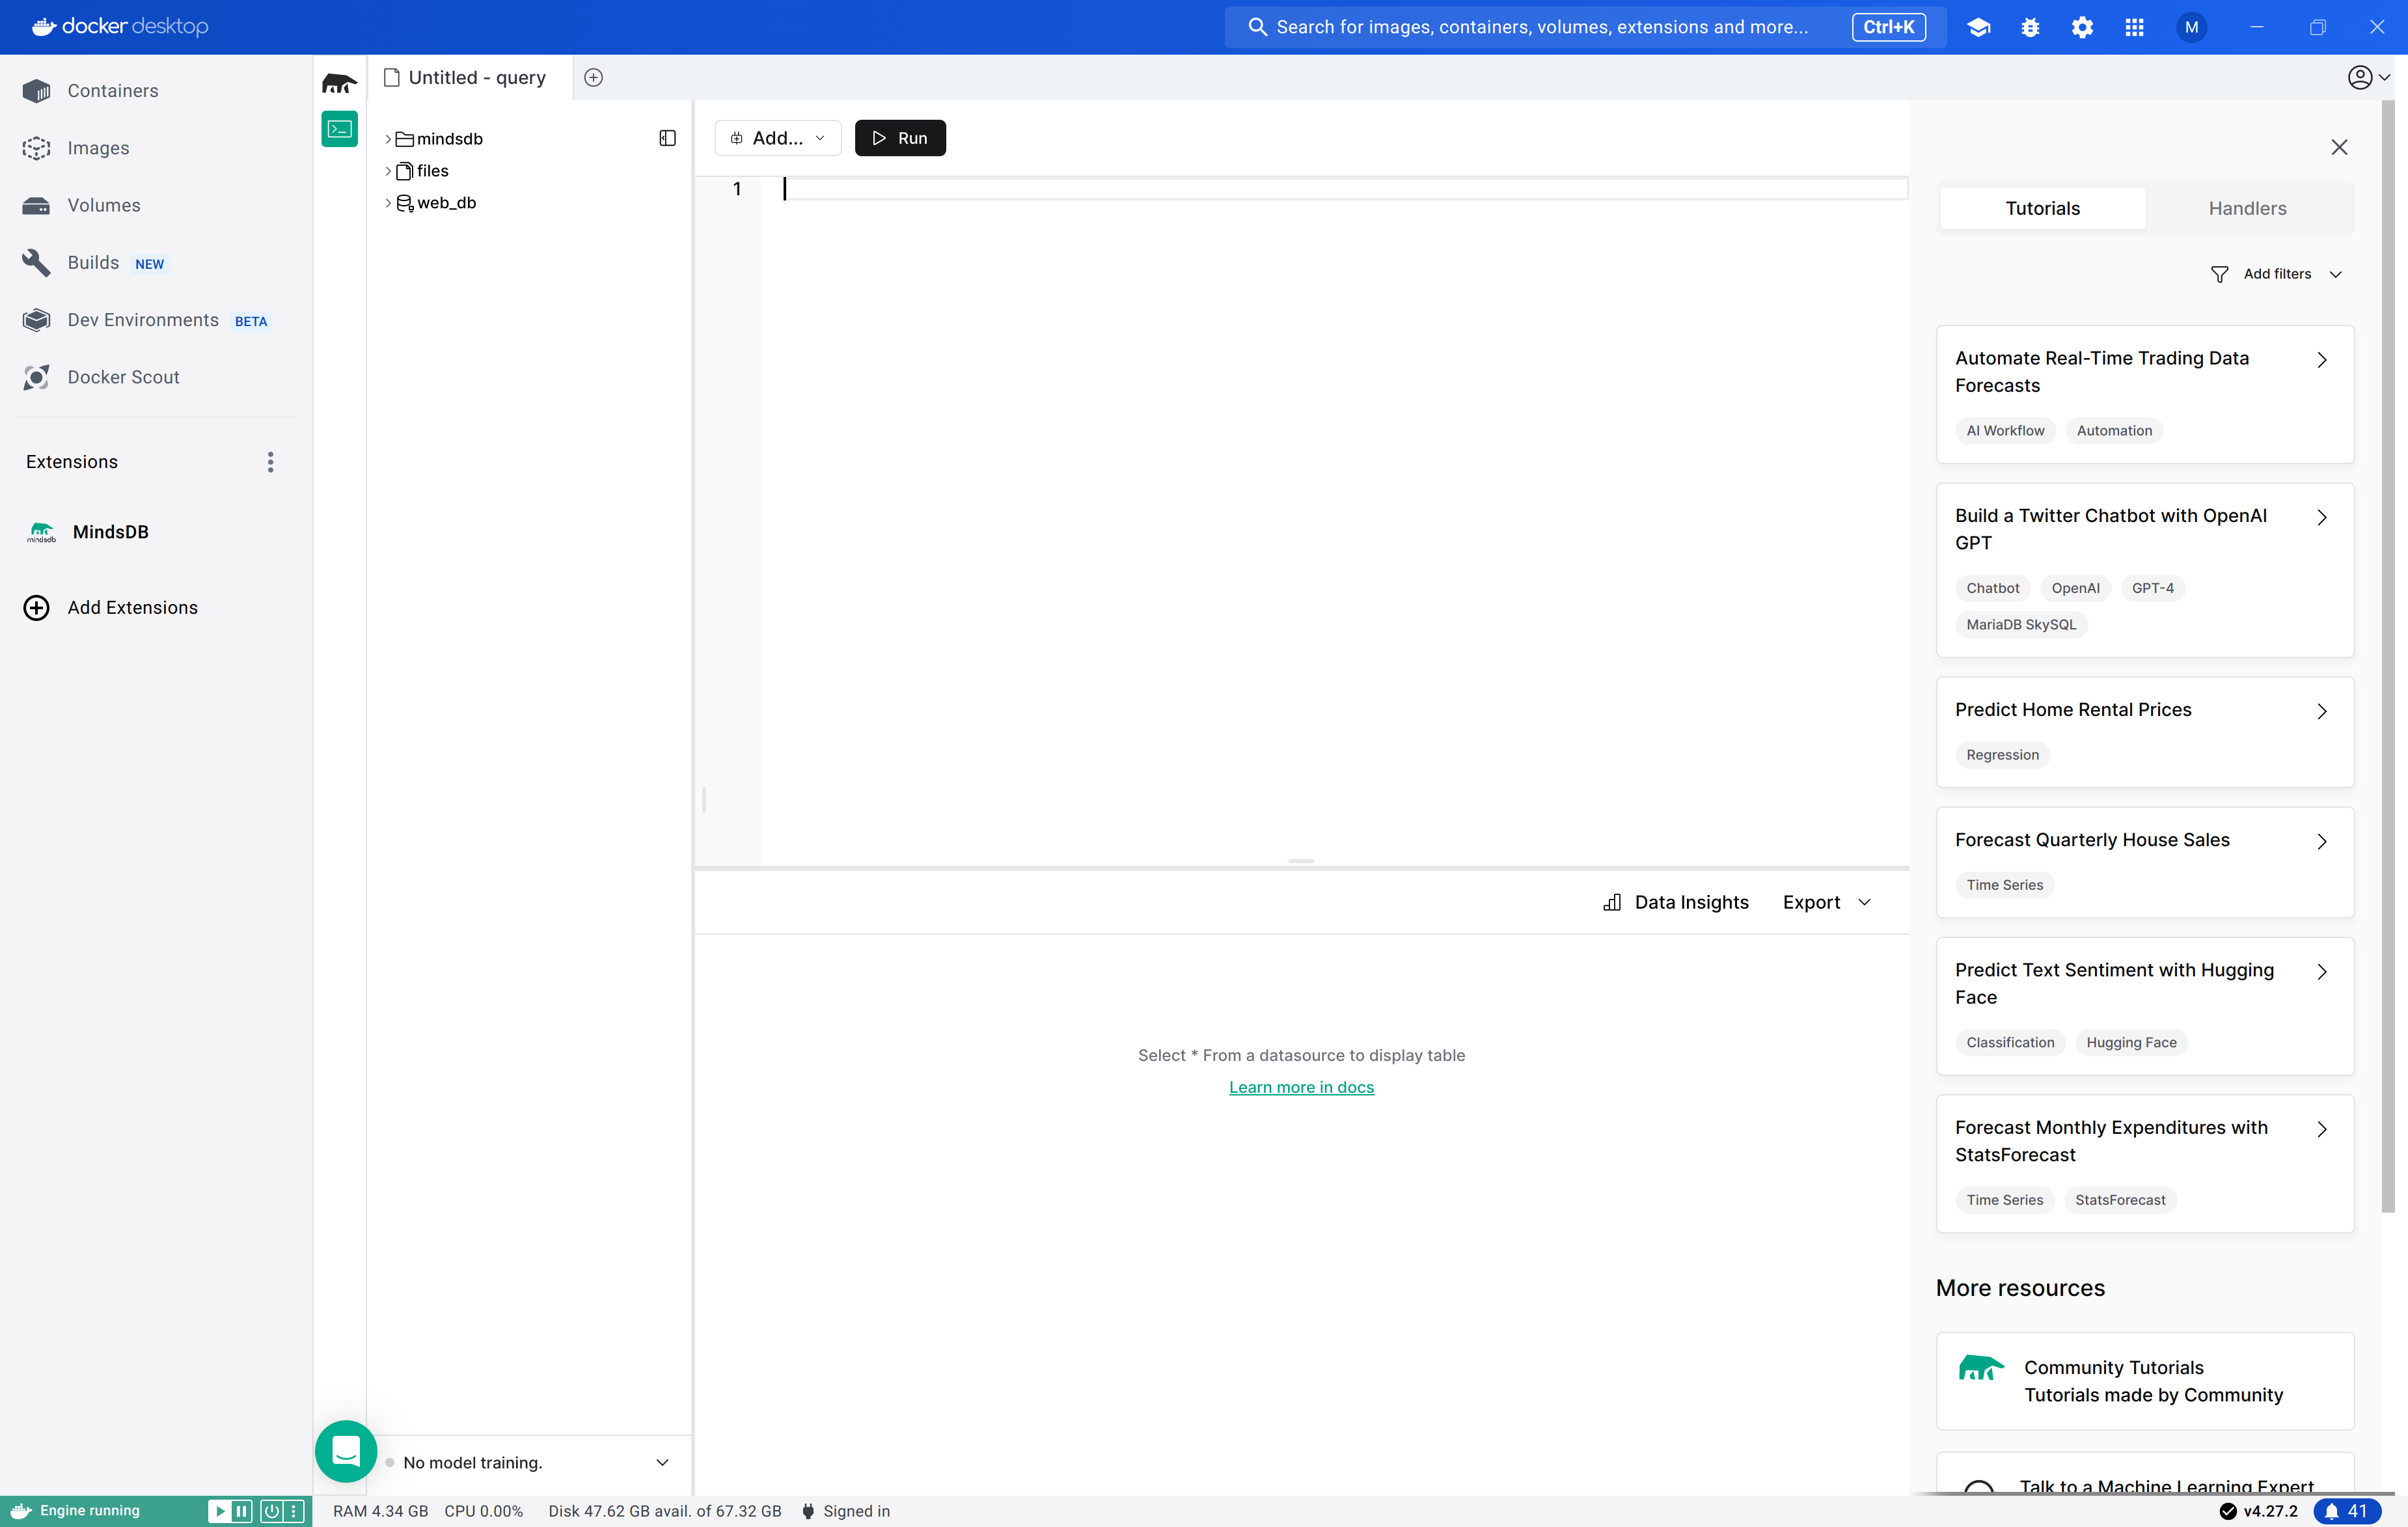 docker desktop
Search for images, containers, volumes, extensions and more...
Ctrl+K
M
Containers
Images
Volumes
Builds NEW
Dev Environments BETA
Docker Scout
Extensions
mindsdb
MindsDB
Add Extensions
Untitled - query
mindsdb
files
web_db
Add...
Run
1
Data Insights
Export
Select * From a datasource to display table
Learn more in docs
No model training.
Tutorials
Handlers
Add filters
Automate Real-Time Trading Data
Forecasts
AI Workflow
Automation
Build a Twitter Chatbot with OpenAI
GPT
Chatbot
OpenAI
GPT-4
MariaDB SkySQL
Predict Home Rental Prices
Regression
Forecast Quarterly House Sales
Time Series
Predict Text Sentiment with Hugging
Face
Classification
Hugging Face
Forecast Monthly Expenditures with
StatsForecast
Time Series
StatsForecast
More resources
Community Tutorials
Tutorials made by Community
Talk to a Machine Learning Expert
Engine running
RAM 4.34 GB
CPU 0.00%
Disk 47.62 GB avail. of 67.32 GB
Signed in
v4.27.2
41